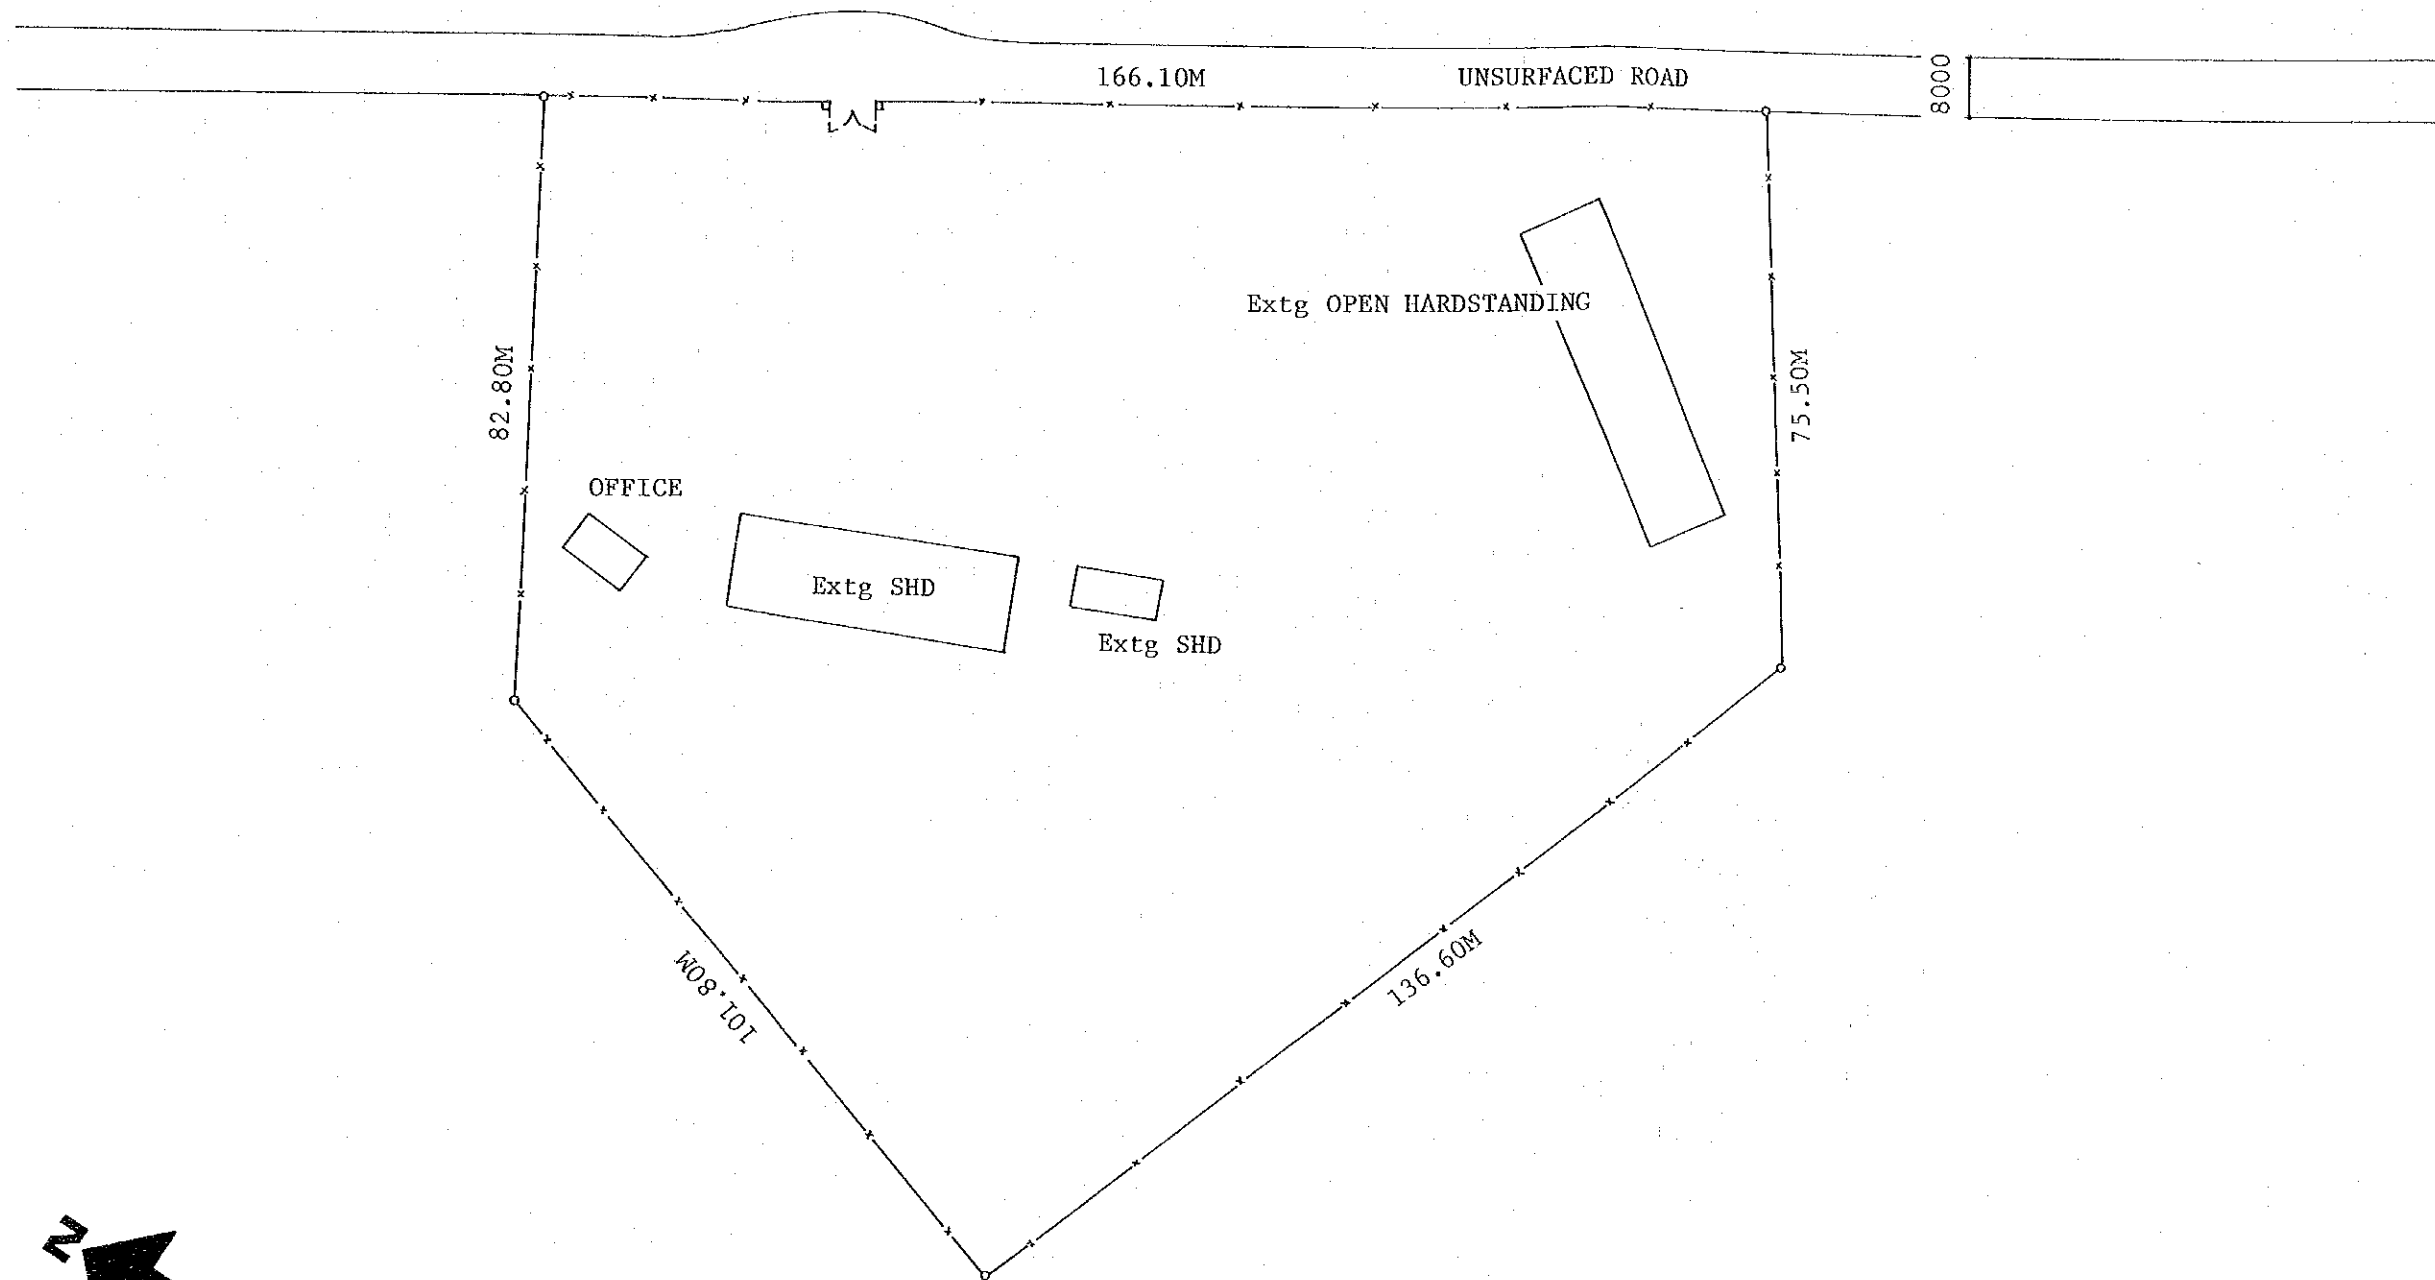 166.10M
UNSURFACED ROAD
8000
Extg OPEN HARDSTANDING
82.80M
75.50M
OFFICE
Extg SHD
Extg SHD
101.80M
136.60M
N